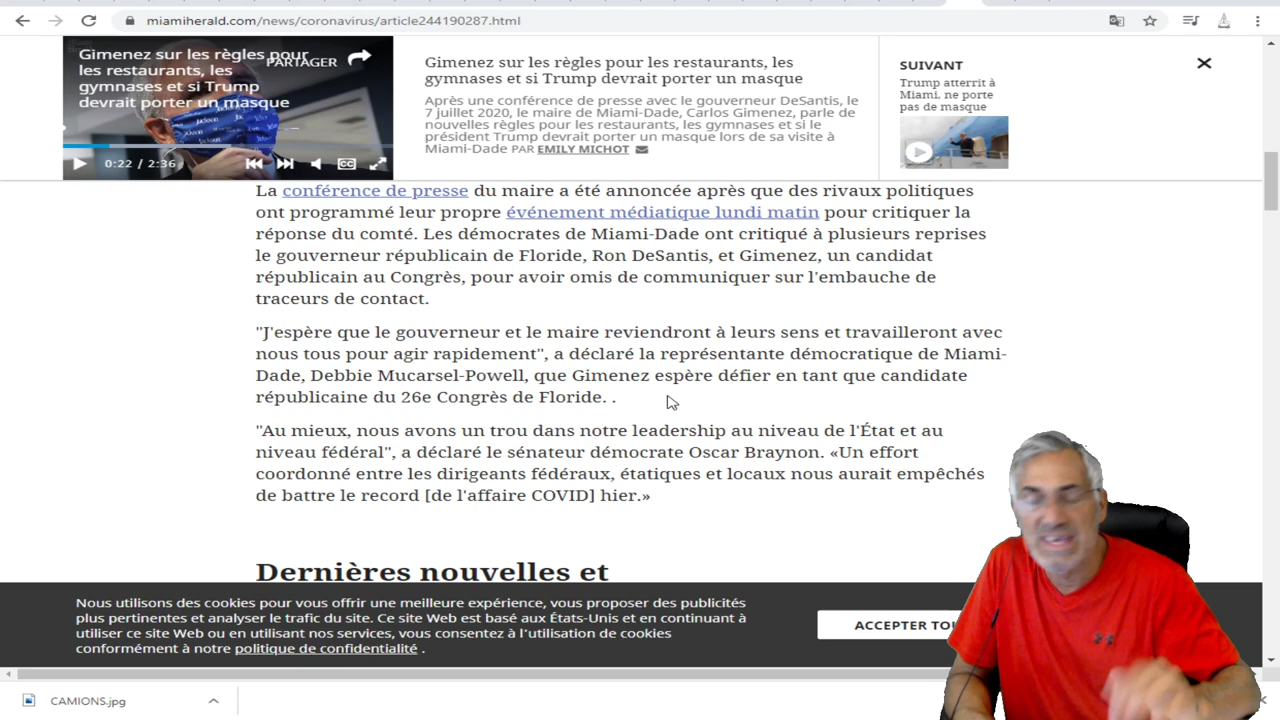 miamiherald.com/news/coronavirus/article244190287.html
Gimenez sur les règles pour
les restaurants, les
gymnases et si Trump
devrait porter un masque
PARTAGER
0:22 / 2:36
CC
Gimenez sur les règles pour les restaurants, les
gymnases et si Trump devrait porter un masque
Après une conférence de presse avec le gouverneur DeSantis, le
7 juillet 2020, le maire de Miami-Dade, Carlos Gimenez, parle de
nouvelles règles pour les restaurants, les gymnases et si le
président Trump devrait porter un masque lors de sa visite à
Miami-Dade PAR EMILY MICHOT
SUIVANT
Trump atterrit à
Miami, ne porte
pas de masque
La conférence de presse du maire a été annoncée après que des rivaux politiques
ont programmé leur propre événement médiatique lundi matin pour critiquer la
réponse du comté. Les démocrates de Miami-Dade ont critiqué à plusieurs reprises
le gouverneur républicain de Floride, Ron DeSantis, et Gimenez, un candidat
républicain au Congrès, pour avoir omis de communiquer sur l'embauche de
traceurs de contact.
"J'espère que le gouverneur et le maire reviendront à leurs sens et travailleront avec
nous tous pour agir rapidement", a déclaré la représentante démocratique de Miami-
Dade, Debbie Mucarsel-Powell, que Gimenez espère défier en tant que candidate
républicaine du 26e Congrès de Floride. .
"Au mieux, nous avons un trou dans notre leadership au niveau de l'État et au
niveau fédéral", a déclaré le sénateur démocrate Oscar Braynon. «Un effort
coordonné entre les dirigeants fédéraux, étatiques et locaux nous aurait empêchés
de battre le record [de l'affaire COVID] hier.»
Dernières nouvelles et
Nous utilisons des cookies pour vous offrir une meilleure expérience, vous proposer des publicités
plus pertinentes et analyser le trafic du site. Ce site Web est basé aux États-Unis et en continuant à
utiliser ce site Web ou en utilisant nos services, vous consentez à l'utilisation de cookies
conformément à notre politique de confidentialité .
ACCEPTER TOU
CAMIONS.jpg